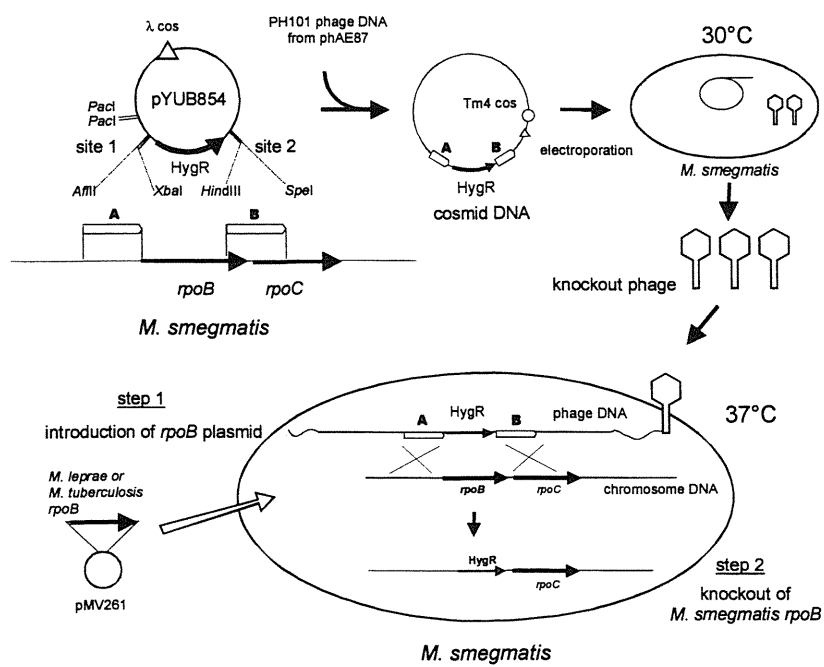 λ cos
pYUB854
PacI
PacI
site 1
site 2
HygR
AflII
XbaI
HindIII
SpeI
A
B
rpoB
rpoC
M. smegmatis
PH101 phage DNA
from phAE87
Tm4 cos
A
B
HygR
cosmid DNA
electroporation
30°C
M. smegmatis
knockout phage
37°C
step 1
introduction of rpoB plasmid
M. leprae or
M. tuberculosis
rpoB
pMV261
A
HygR
B
phage DNA
rpoB
rpoC
chromosome DNA
HygR
rpoC
step 2
knockout of
M. smegmatis rpoB
M. smegmatis